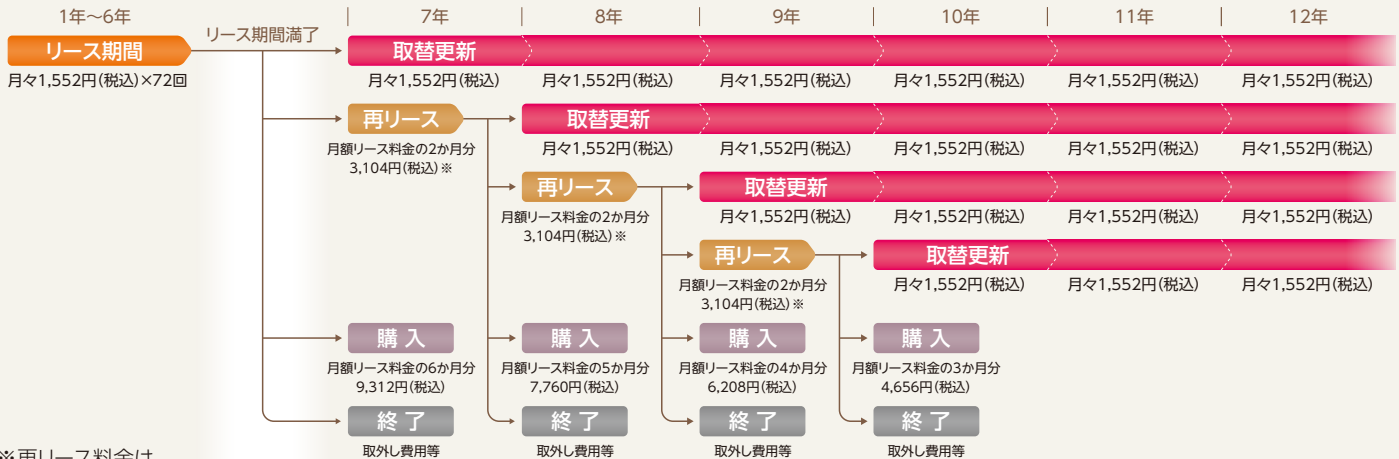 1年～6年 7年 8年 9年 10年 11年 12年
リース期間満了
リース期間 取替更新
月々1,552円(税込)×72回 月々1,552円(税込) 月々1,552円(税込) 月々1,552円(税込) 月々1,552円(税込) 月々1,552円(税込) 月々1,552円(税込)
再リース 取替更新
月額リース料金の2か月分 月々1,552円(税込) 月々1,552円(税込) 月々1,552円(税込) 月々1,552円(税込) 月々1,552円(税込)
3,104円(税込)※
再リース 取替更新
月額リース料金の2か月分 月々1,552円(税込) 月々1,552円(税込) 月々1,552円(税込) 月々1,552円(税込)
3,104円(税込)※
再リース 取替更新
月額リース料金の2か月分 月々1,552円(税込) 月々1,552円(税込) 月々1,552円(税込)
3,104円(税込)※
購入 購入 購入 購入
月額リース料金の6か月分 月額リース料金の5か月分 月額リース料金の4か月分 月額リース料金の3か月分
9,312円(税込) 7,760円(税込) 6,208円(税込) 4,656円(税込)
終了 終了 終了 終了
取外し費用等 取外し費用等 取外し費用等 取外し費用等
※再リース料金は